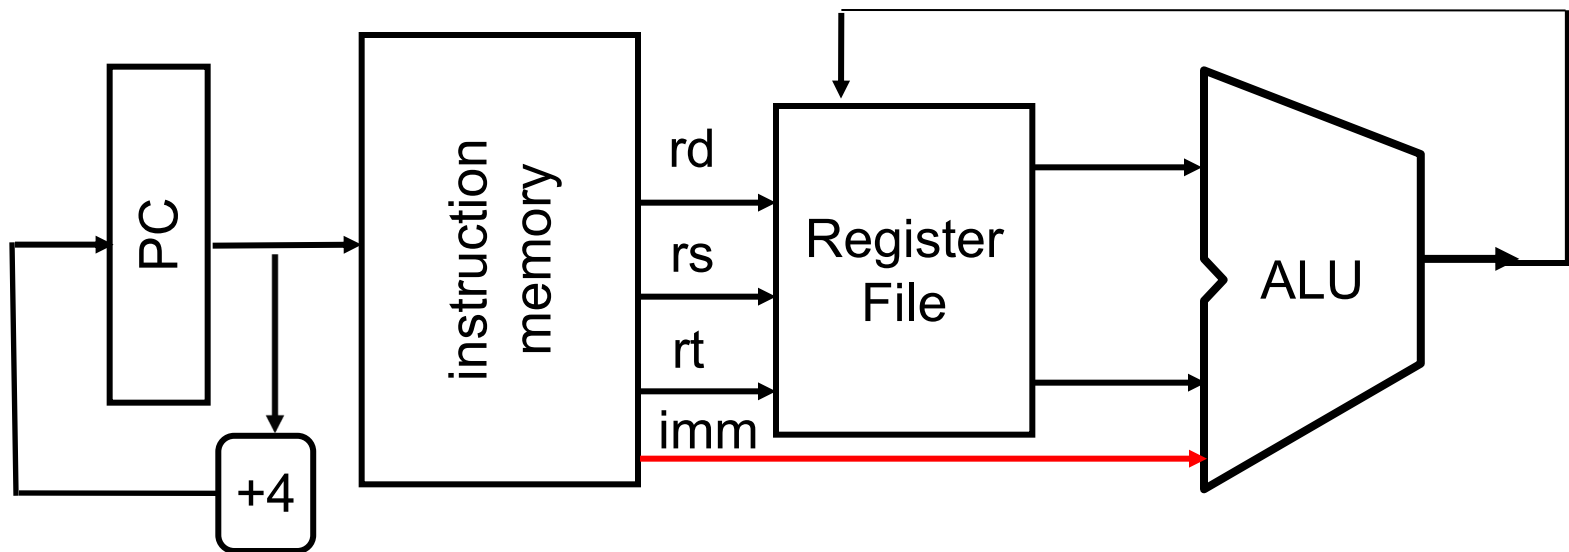 PC
+4
instruction
memory
rd
rs
rt
imm
Register
File
ALU